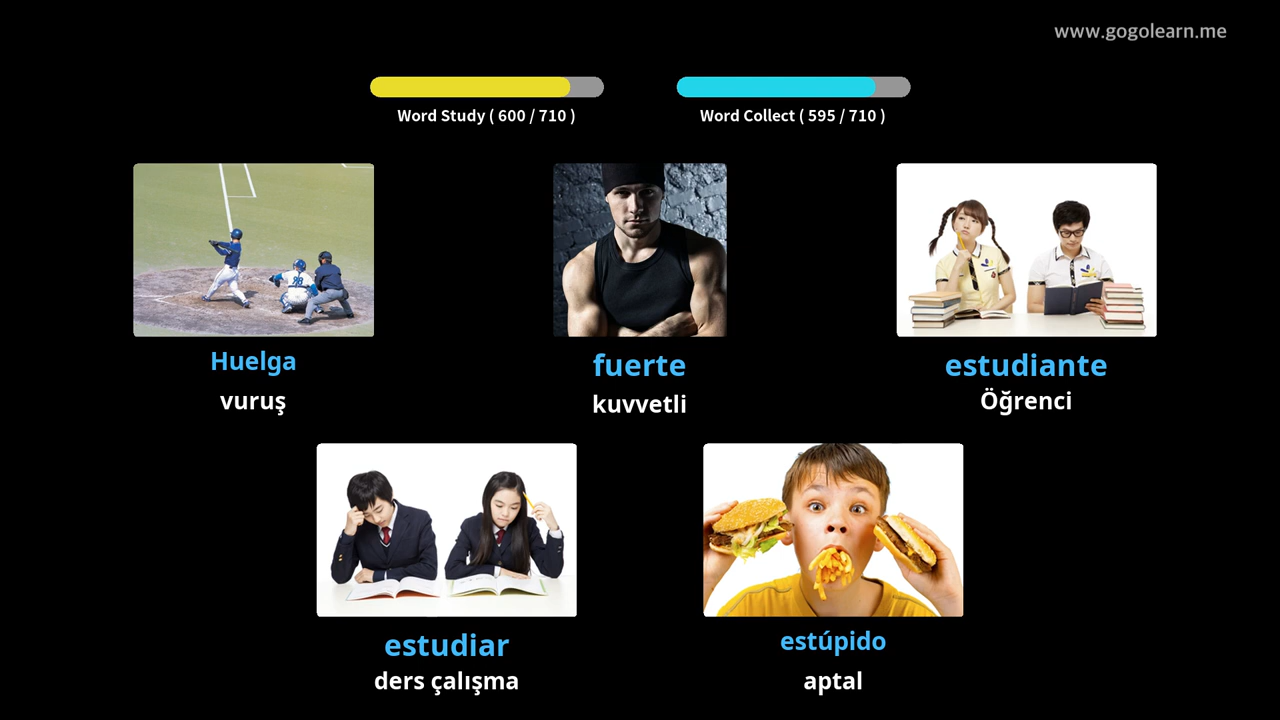 www.gogolearn.me
Word Study ( 600 / 710 )
Word Collect ( 595 / 710 )
Huelga
vuruş
fuerte
kuvvetli
estudiante
Öğrenci
estudiar
ders çalışma
estúpido
aptal